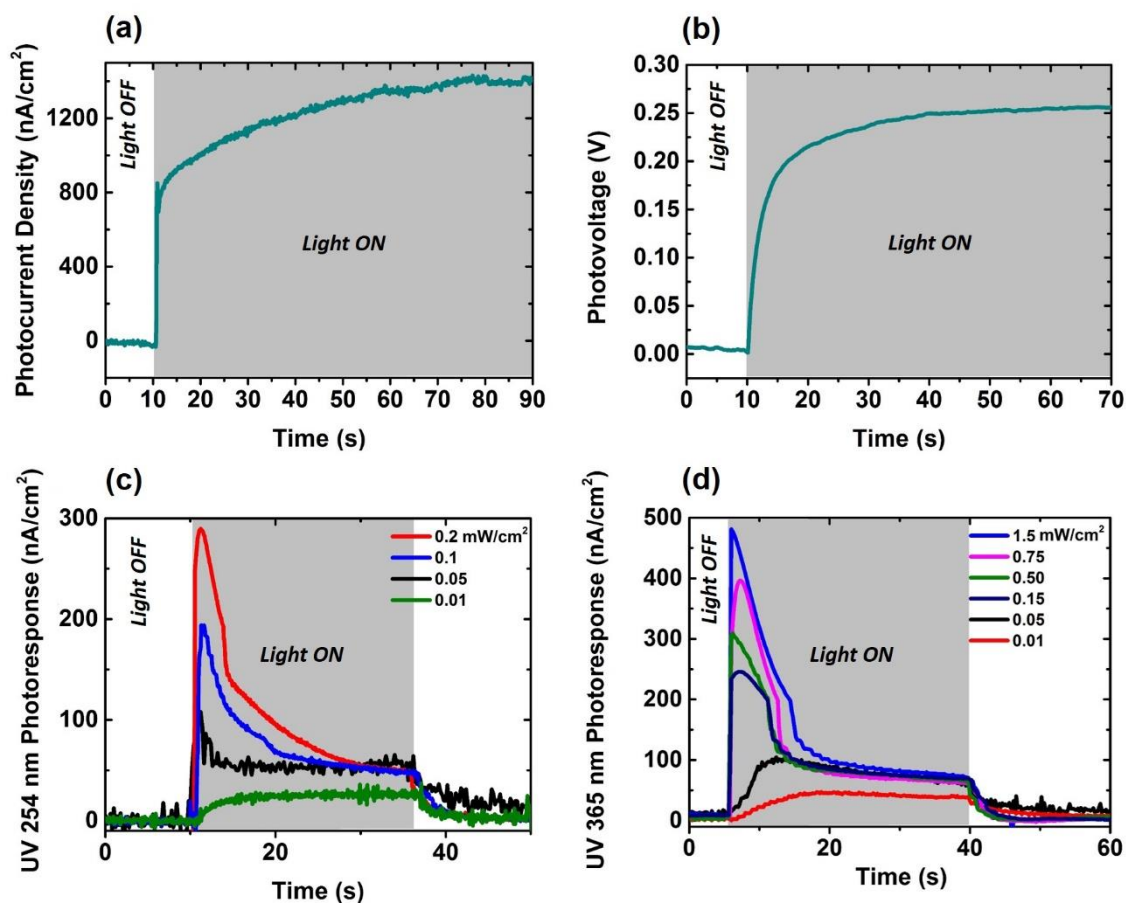 (a)
Photocurrent Density (nA/cm²)
1200
800
400
0
Light OFF
Light ON
0 10 20 30 40 50 60 70 80 90
Time (s)
(b)
Photovoltage (V)
0.30
0.25
0.20
0.15
0.10
0.05
0.00
Light OFF
Light ON
0 10 20 30 40 50 60 70
Time (s)
(c)
UV 254 nm Photoresponse (nA/cm²)
300
200
100
0
Light OFF
0.2 mW/cm²
0.1
0.05
0.01
Light ON
0 20 40
Time (s)
(d)
UV 365 nm Photoresponse (nA/cm²)
500
400
300
200
100
0
Light OFF
1.5 mW/cm²
0.75
0.50
0.15
0.05
0.01
Light ON
0 20 40 60
Time (s)